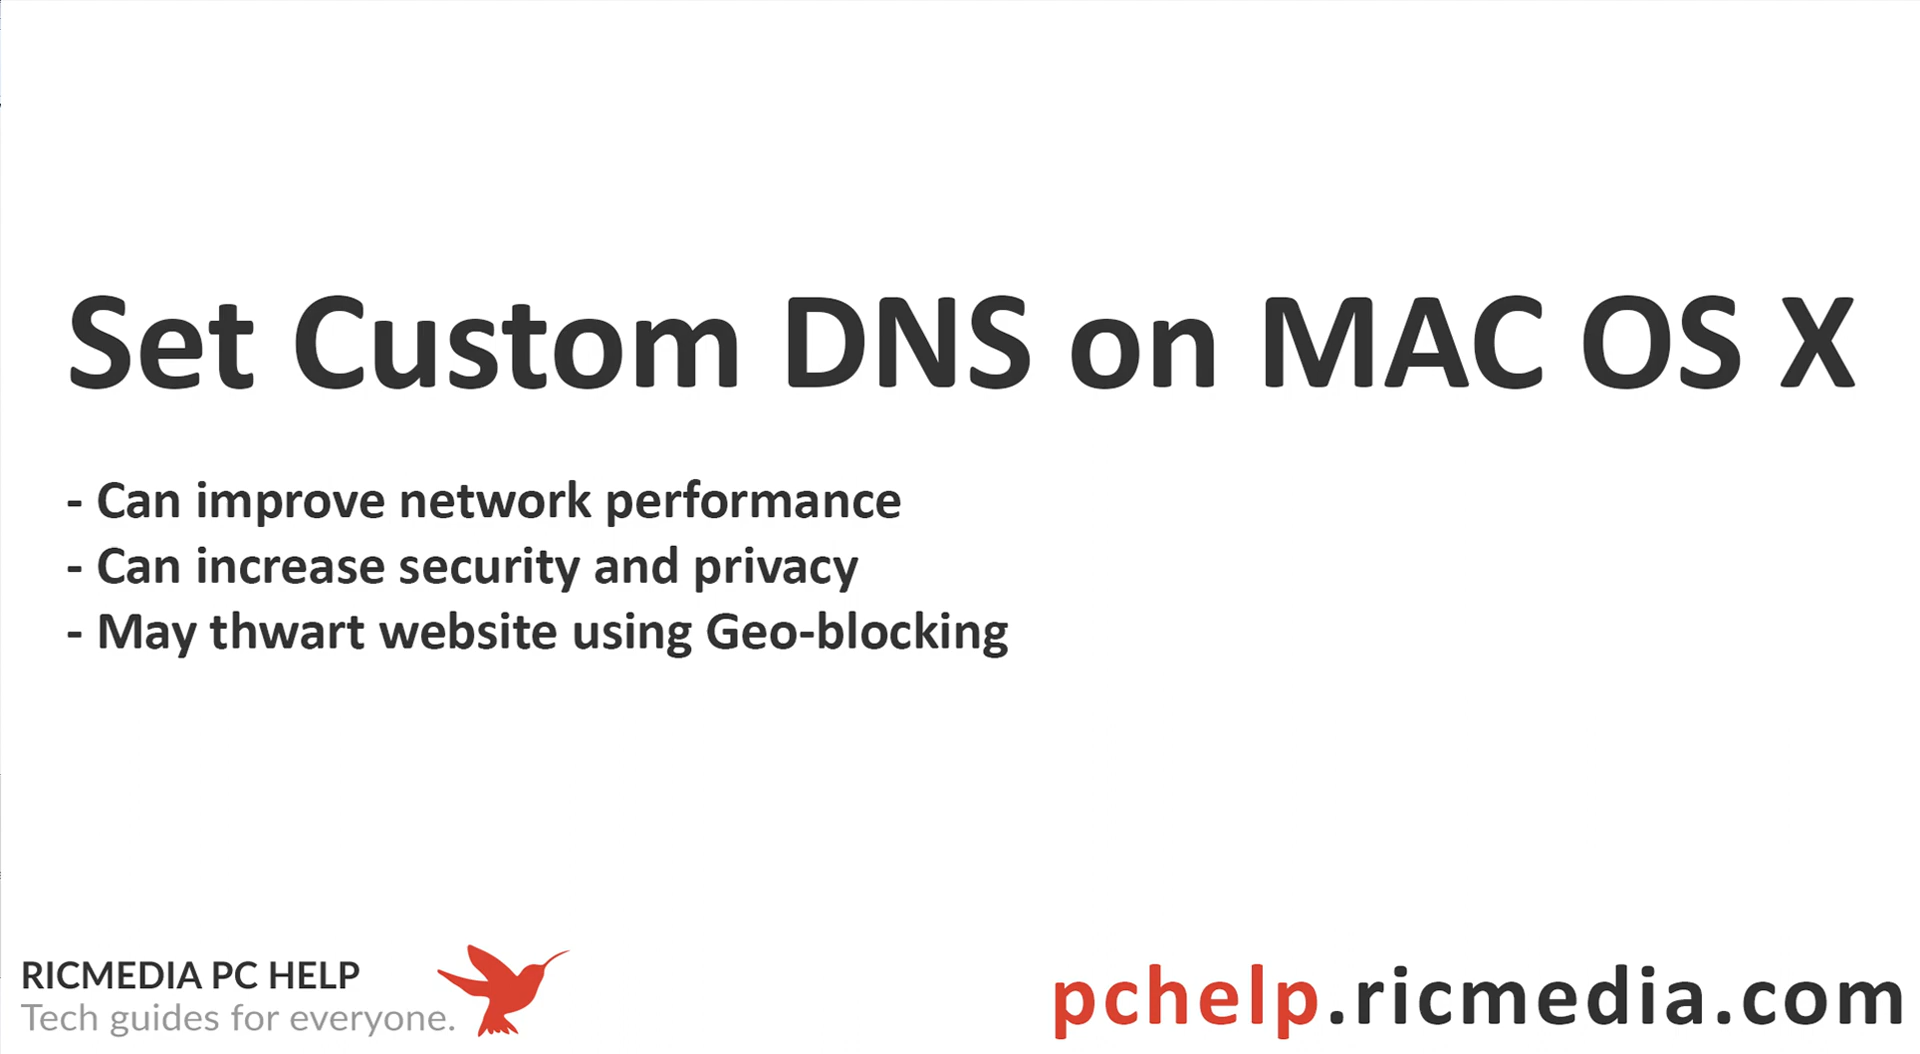 Set Custom DNS on MAC OS X
- Can improve network performance
- Can increase security and privacy
- May thwart website using Geo-blocking
RICMEDIA PC HELP
Tech guides for everyone.
pchelp.ricmedia.com